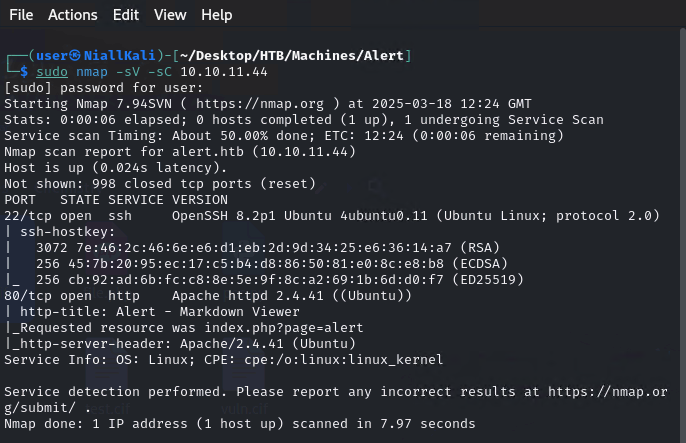 File Actions Edit View Help
┌──(user㉿NiallKali)-[~/Desktop/HTB/Machines/Alert]
└─$ sudo nmap -sV -sC 10.10.11.44
[sudo] password for user:
Starting Nmap 7.94SVN ( https://nmap.org ) at 2025-03-18 12:24 GMT
Stats: 0:00:06 elapsed; 0 hosts completed (1 up), 1 undergoing Service Scan
Service scan Timing: About 50.00% done; ETC: 12:24 (0:00:06 remaining)
Nmap scan report for alert.htb (10.10.11.44)
Host is up (0.024s latency).
Not shown: 998 closed tcp ports (reset)
PORT   STATE SERVICE VERSION
22/tcp open  ssh     OpenSSH 8.2p1 Ubuntu 4ubuntu0.11 (Ubuntu Linux; protocol 2.0)
| ssh-hostkey:
|   3072 7e:46:2c:46:6e:e6:d1:eb:2d:9d:34:25:e6:36:14:a7 (RSA)
|   256 45:7b:20:95:ec:17:c5:b4:d8:86:50:81:e0:8c:e8:b8 (ECDSA)
|_  256 cb:92:ad:6b:fc:c8:8e:5e:9f:8c:a2:69:1b:6d:d0:f7 (ED25519)
80/tcp open  http    Apache httpd 2.4.41 ((Ubuntu))
| http-title: Alert - Markdown Viewer
|_Requested resource was index.php?page=alert
|_http-server-header: Apache/2.4.41 (Ubuntu)
Service Info: OS: Linux; CPE: cpe:/o:linux:linux_kernel
Service detection performed. Please report any incorrect results at https://nmap.or
g/submit/ .
Nmap done: 1 IP address (1 host up) scanned in 7.97 seconds